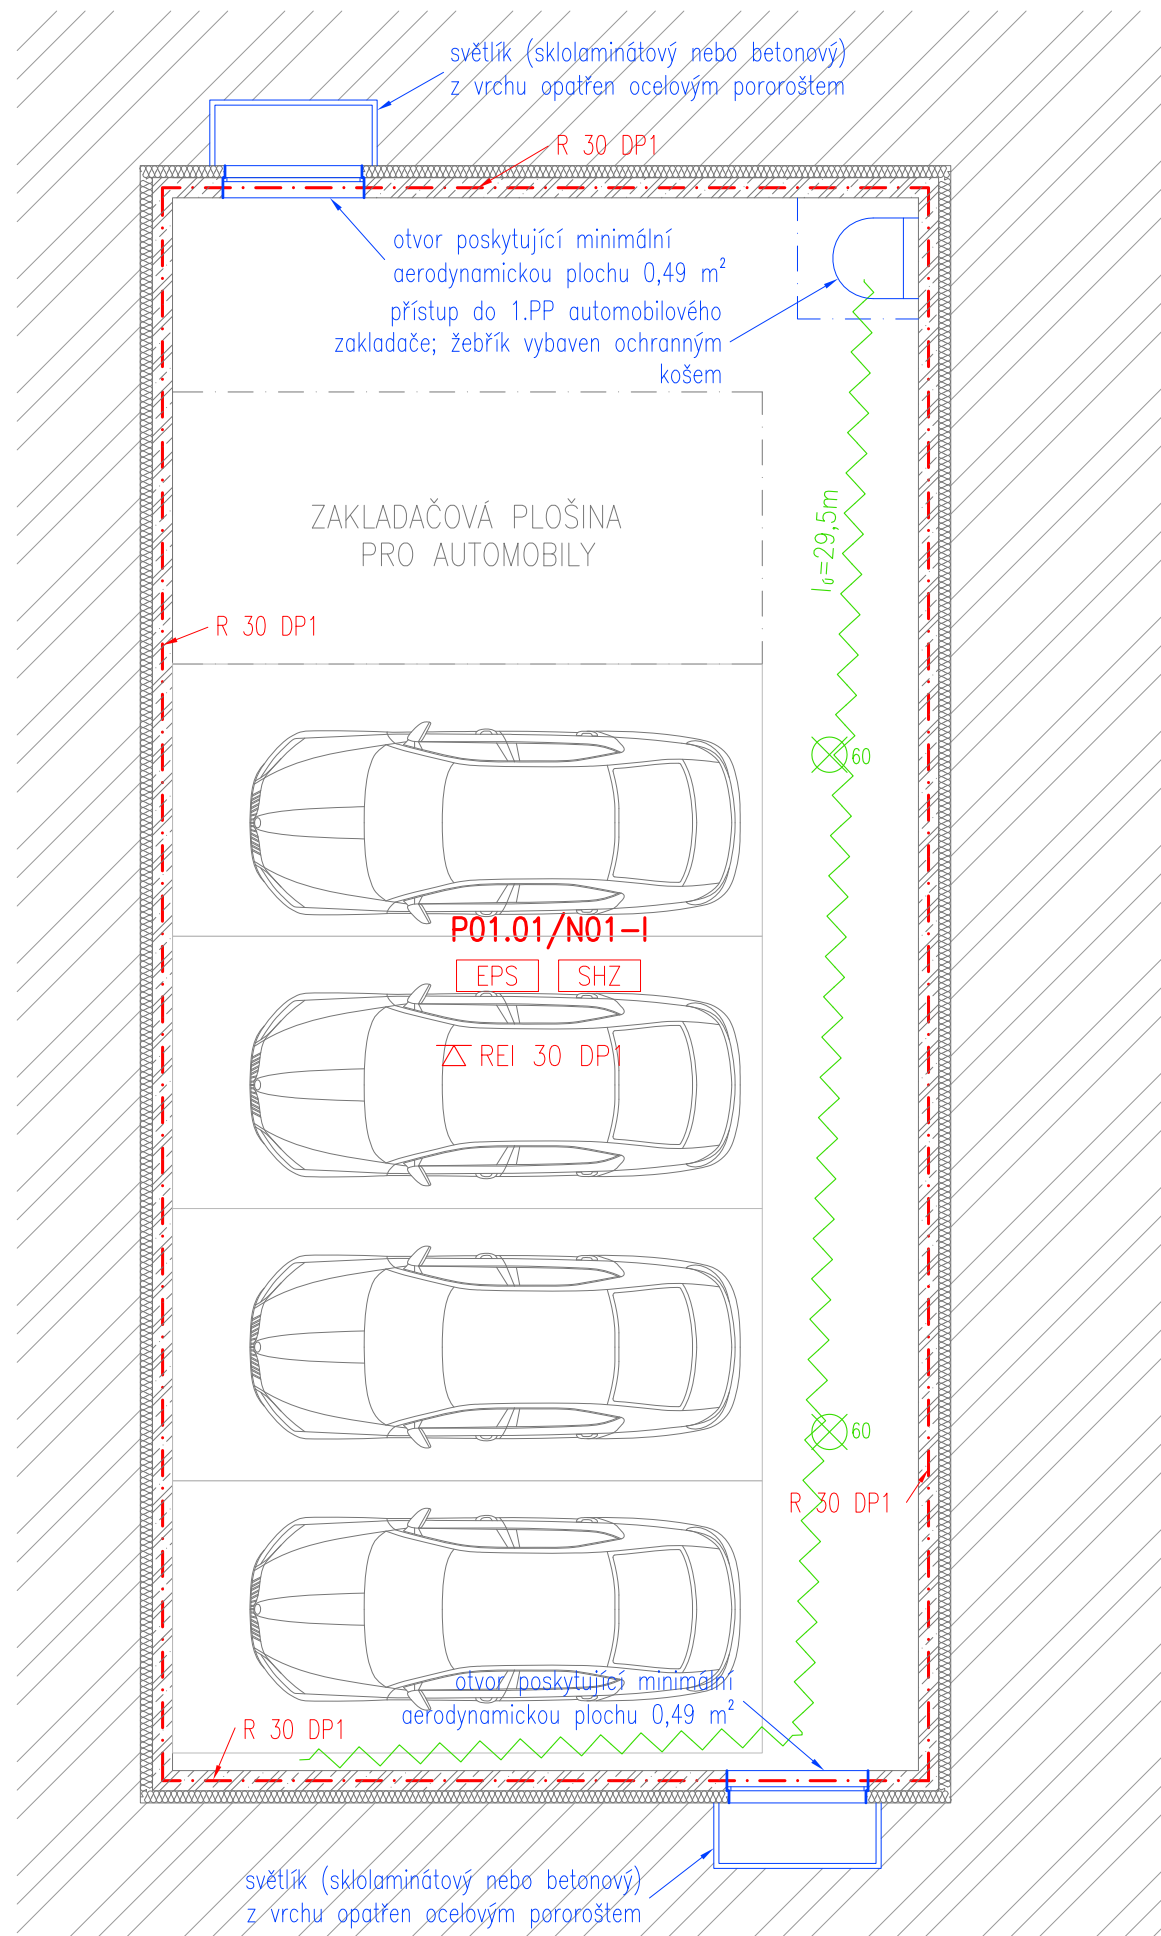 světlík (sklolaminátový nebo betonový)
z vrchu opatřen ocelovým pororoštem
R 30 DP1
otvor poskytující minimální
aerodynamickou plochu 0,49 m²
přístup do 1.PP automobilového
zakladače; žebřík vybaven ochranným
košem
l₀=29,5m
ZAKLADAČOVÁ PLOŠINA
PRO AUTOMOBILY
R 30 DP1
60
P01.01/N01-I
EPS SHZ
REI 30 DP1
60
R 30 DP1
otvor poskytující minimální
aerodynamickou plochu 0,49 m²
R 30 DP1
světlík (sklolaminátový nebo betonový)
z vrchu opatřen ocelovým pororoštem